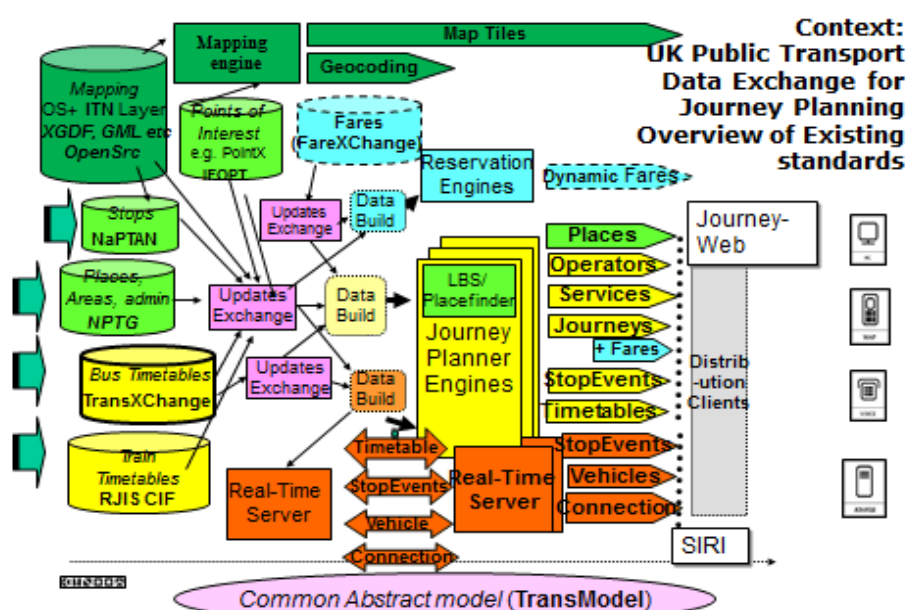 Context:
UK Public Transport
Data Exchange for
Journey Planning
Overview of Existing
standards
Mapping
engine
Map Tiles
Geocoding
Mapping
OS+ ITN Layer
XGDF, GML etc
OpenSrc
Points of
Interest
e.g. PointX
IFOPT
Fares
(FareXChange)
Reservation
Engines
Dynamic Fares
Stops
NaPTAN
Updates
Exchange
Data
Build
Journey-
Web
Places
Operators
Services
Journeys
+ Fares
StopEvents
Timetables
Places,
Areas, admin
NPTG
Updates
Exchange
Data
Build
LBS/
Placefinder
Journey
Planner
Engines
Distrib
-ution
Clients
Bus Timetables
TransXChange
Updates
Exchange
Data
Build
Train
Timetables
RJIS CIF
Real-Time
Server
Timetable
StopEvents
Vehicle
Connection
Real-Time
Server
StopEvents
Vehicles
Connection
SIRI
Common Abstract model (TransModel)